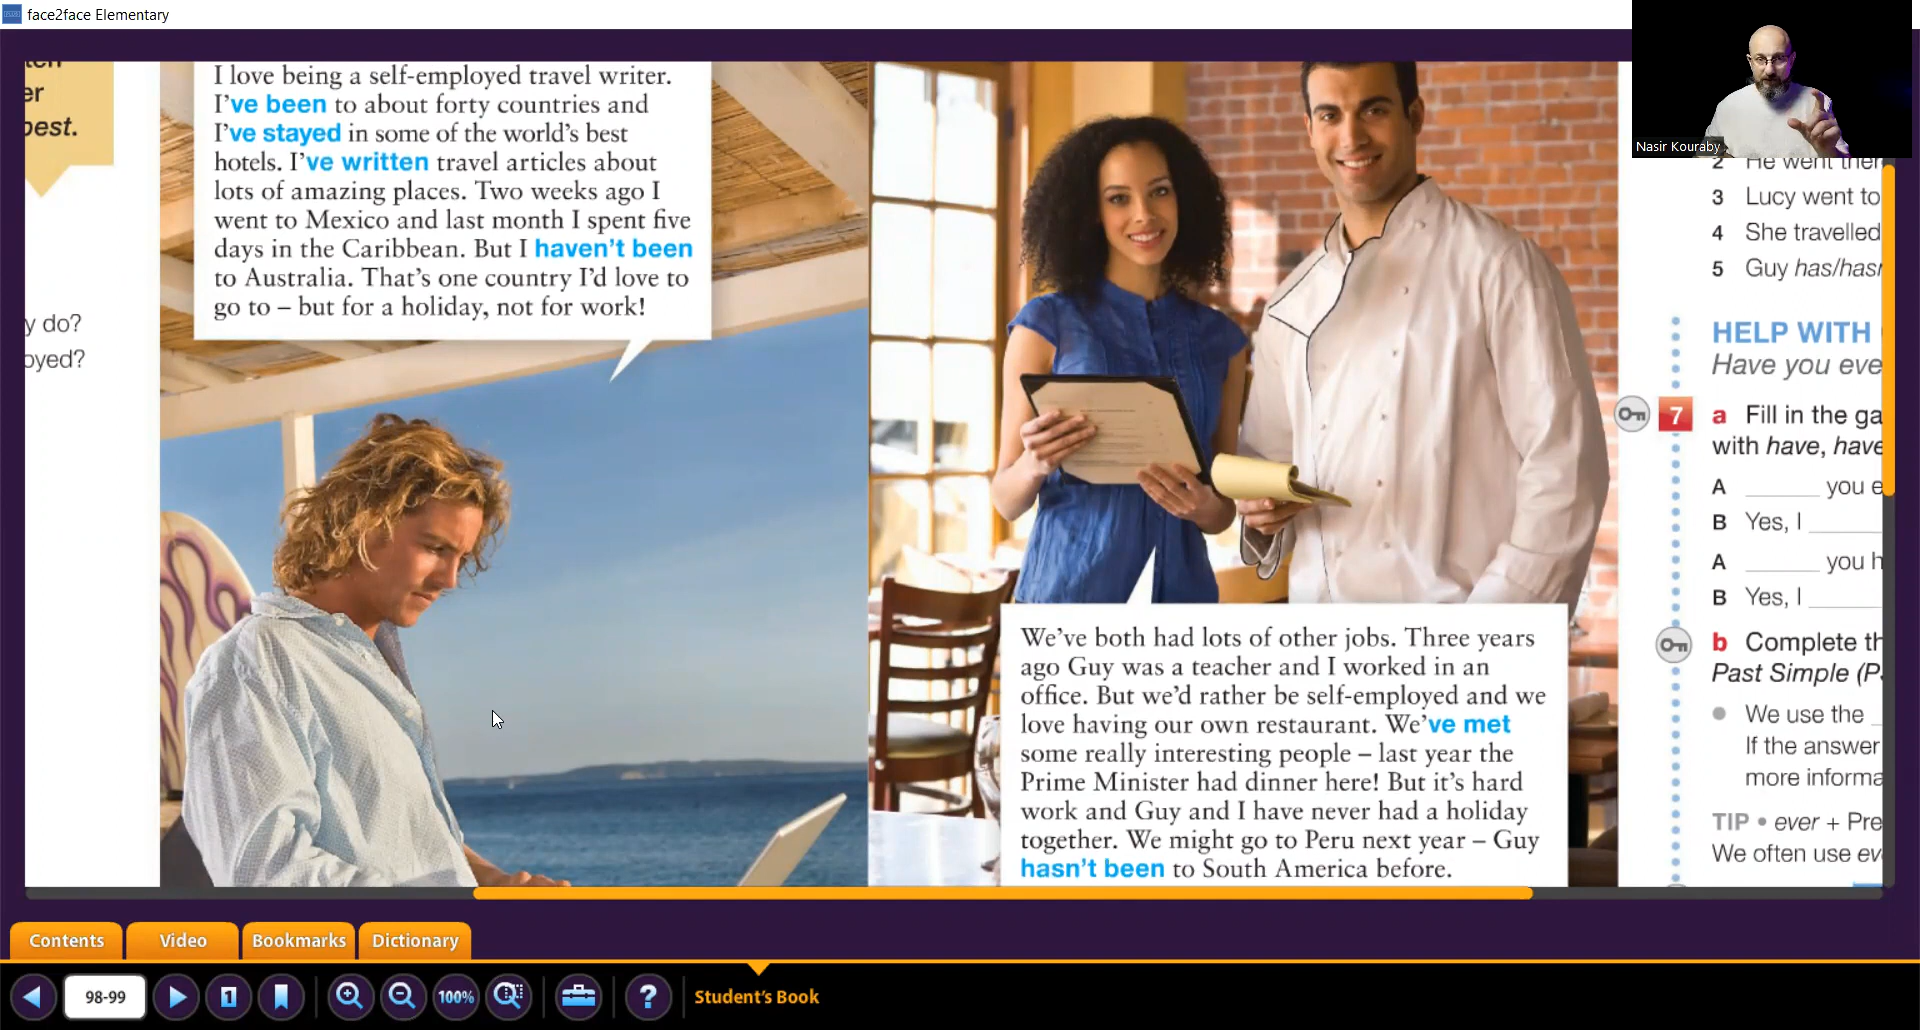 face2face Elementary
Nasir Kouraby
er
best.
y do?
oyed?
I love being a self-employed travel writer.
I've been to about forty countries and
I've stayed in some of the world's best
hotels. I've written travel articles about
lots of amazing places. Two weeks ago I
went to Mexico and last month I spent five
days in the Caribbean. But I haven't been
to Australia. That's one country I'd love to
go to – but for a holiday, not for work!
We've both had lots of other jobs. Three years
ago Guy was a teacher and I worked in an
office. But we'd rather be self-employed and we
love having our own restaurant. We've met
some really interesting people – last year the
Prime Minister had dinner here! But it's hard
work and Guy and I have never had a holiday
together. We might go to Peru next year – Guy
hasn't been to South America before.
2 He went ther
3 Lucy went to
4 She travelled
5 Guy has/hasn
HELP WITH
Have you eve
7 a Fill in the ga
with have, have
A ______ you e
B Yes, I ______
A ______ you h
B Yes, I ______
b Complete th
Past Simple (P
• We use the _
If the answer
more informa
TIP • ever + Pre
We often use ev
Contents Video Bookmarks Dictionary
98-99 1 100% ? Student's Book